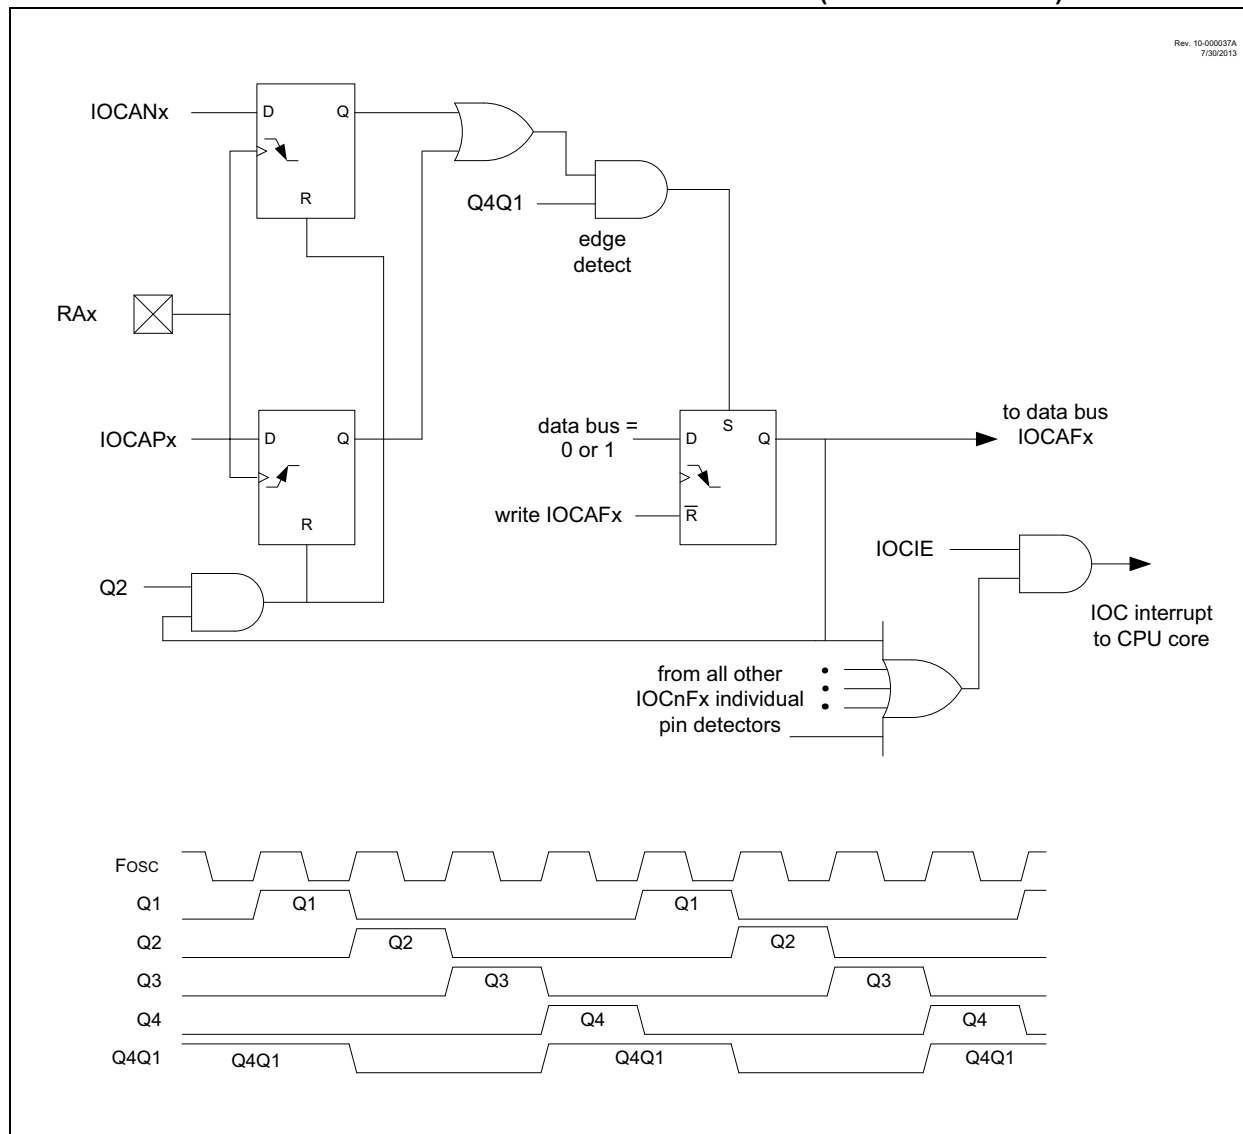 Rev. 10-000037A
7/30/2013
IOCANx
D
Q
R
Q4Q1
edge
detect
RAx
IOCAPx
D
Q
R
data bus =
0 or 1
D
S
Q
to data bus
IOCAFx
write IOCAFx
R
IOCIE
Q2
IOC interrupt
to CPU core
from all other
IOCnFx individual
pin detectors
FOSC
Q1
Q1
Q1
Q2
Q2
Q2
Q3
Q3
Q3
Q4
Q4
Q4
Q4Q1
Q4Q1
Q4Q1
Q4Q1